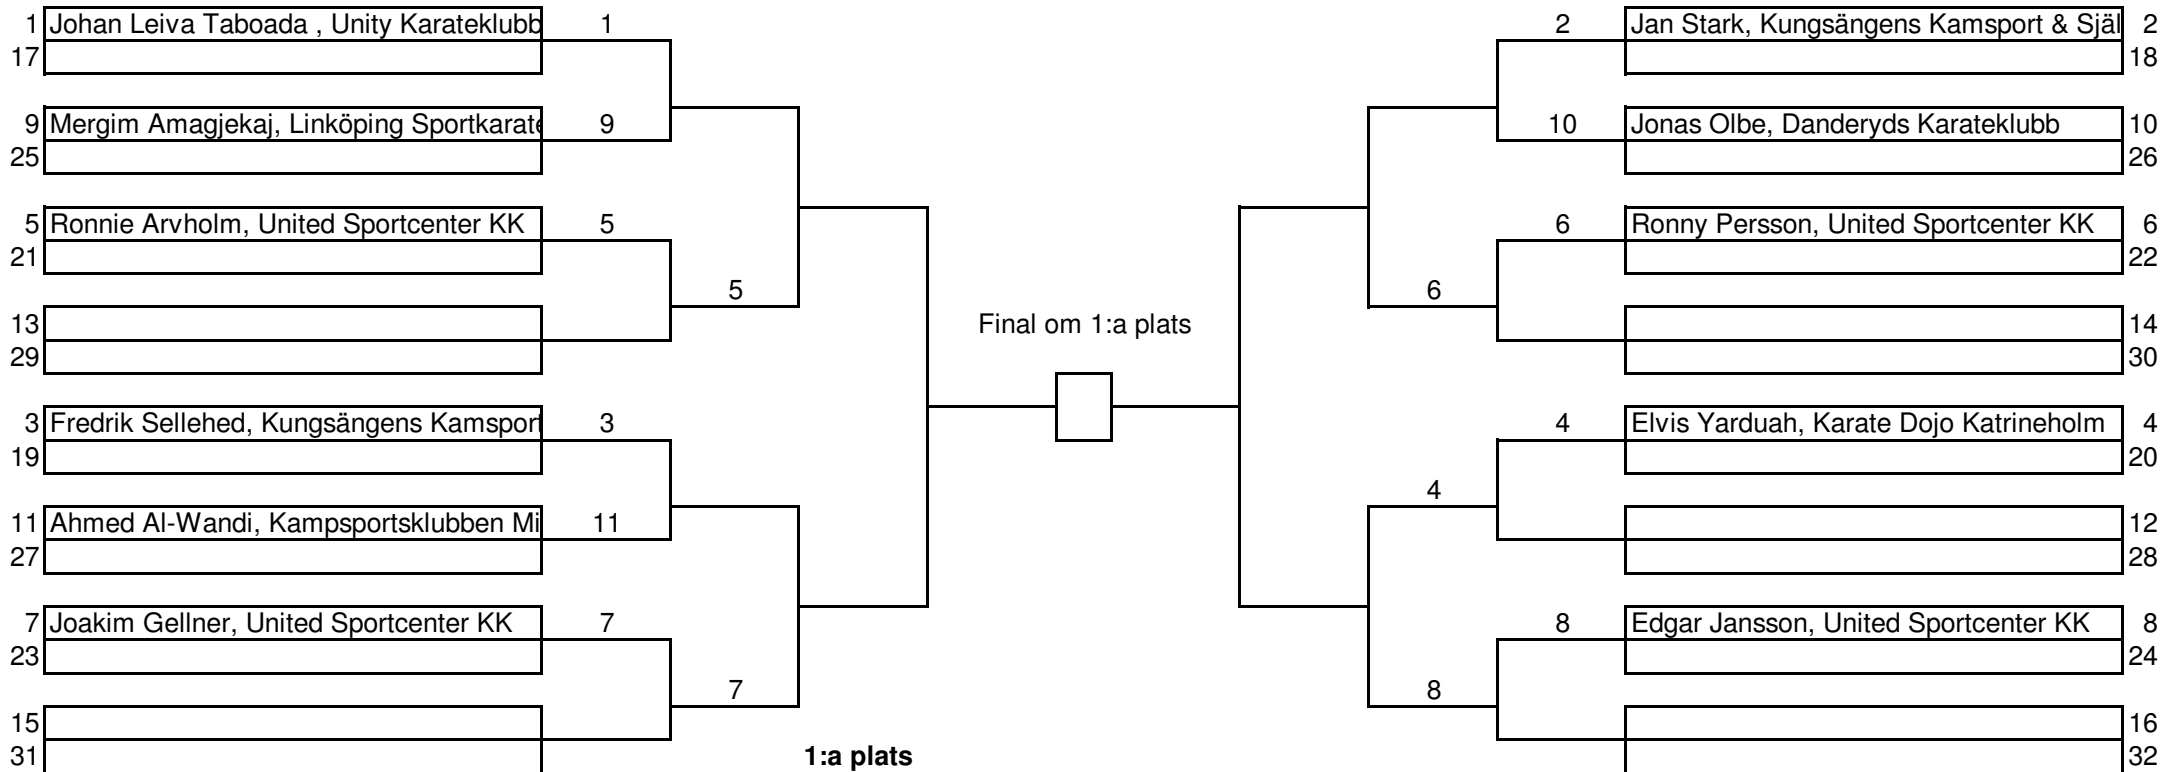 1 Johan Leiva Taboada , Unity Karateklubb 1 2 Jan Stark, Kungsängens Kamsport & Själ 2
17 18
9 Mergim Amagjekaj, Linköping Sportkarate 9 10 Jonas Olbe, Danderyds Karateklubb 10
25 26
5 Ronnie Arvholm, United Sportcenter KK 5 6 Ronny Persson, United Sportcenter KK 6
21 22
5 6
13 Final om 1:a plats 14
29 30
3 Fredrik Sellehed, Kungsängens Kamsport 3 4 Elvis Yarduah, Karate Dojo Katrineholm 4
19 20
4
11 Ahmed Al-Wandi, Kampsportsklubben Mi 11 12
27 28
7 Joakim Gellner, United Sportcenter KK 7 8 Edgar Jansson, United Sportcenter KK 8
23 24
7 8
15 16
31 1:a plats 32